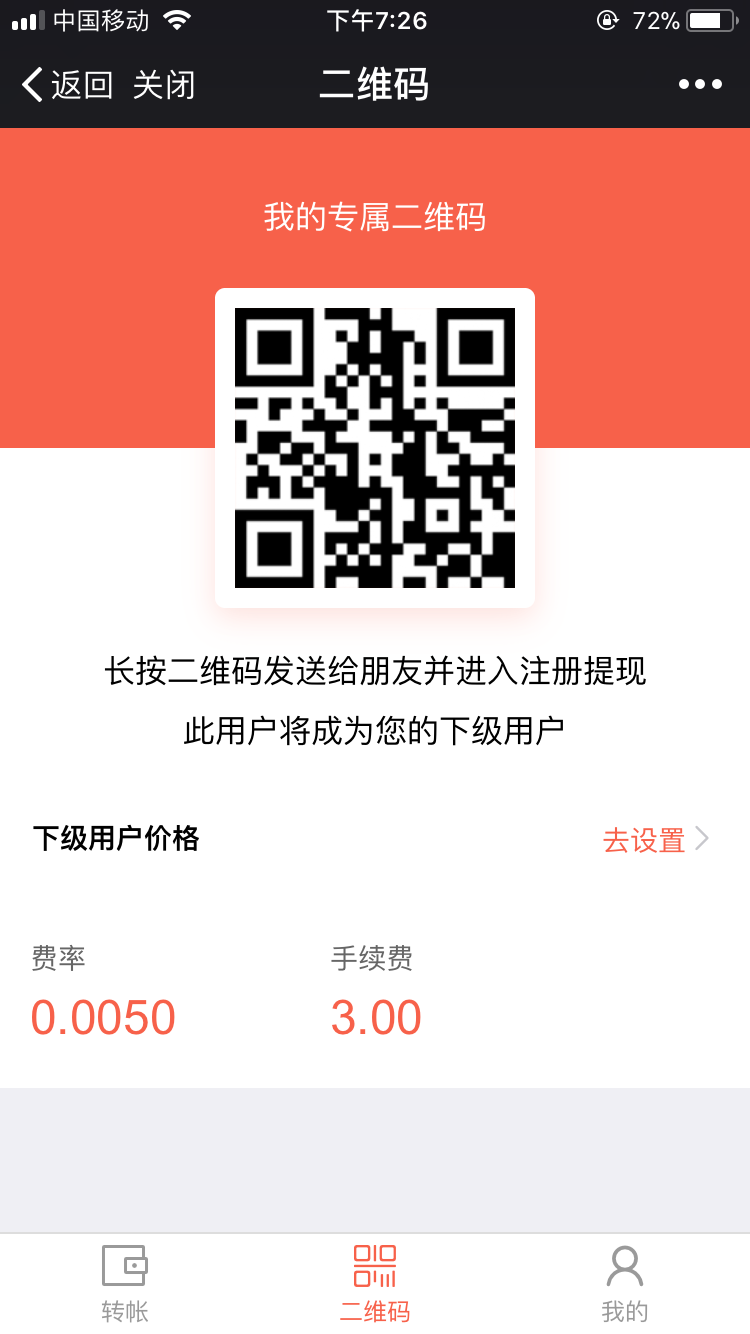 中国移动 下午7:26 72%
返回 关闭 二维码
我的专属二维码
长按二维码发送给朋友并进入注册提现
此用户将成为您的下级用户
下级用户价格 去设置
费率 手续费
0.0050 3.00
转帐 二维码 我的